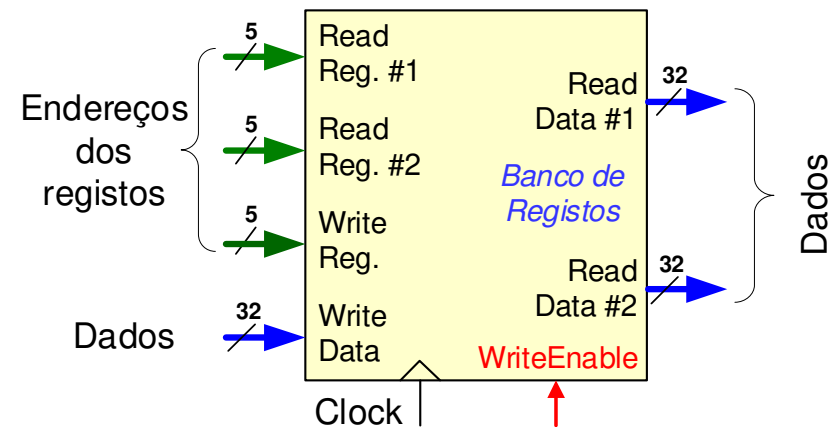 Endereços
dos
registos
Dados
5
5
5
32
Read
Reg. #1
Read
Reg. #2
Write
Reg.
Write
Data
Banco de
Registos
Read
Data #1
Read
Data #2
WriteEnable
Clock
32
32
Dados